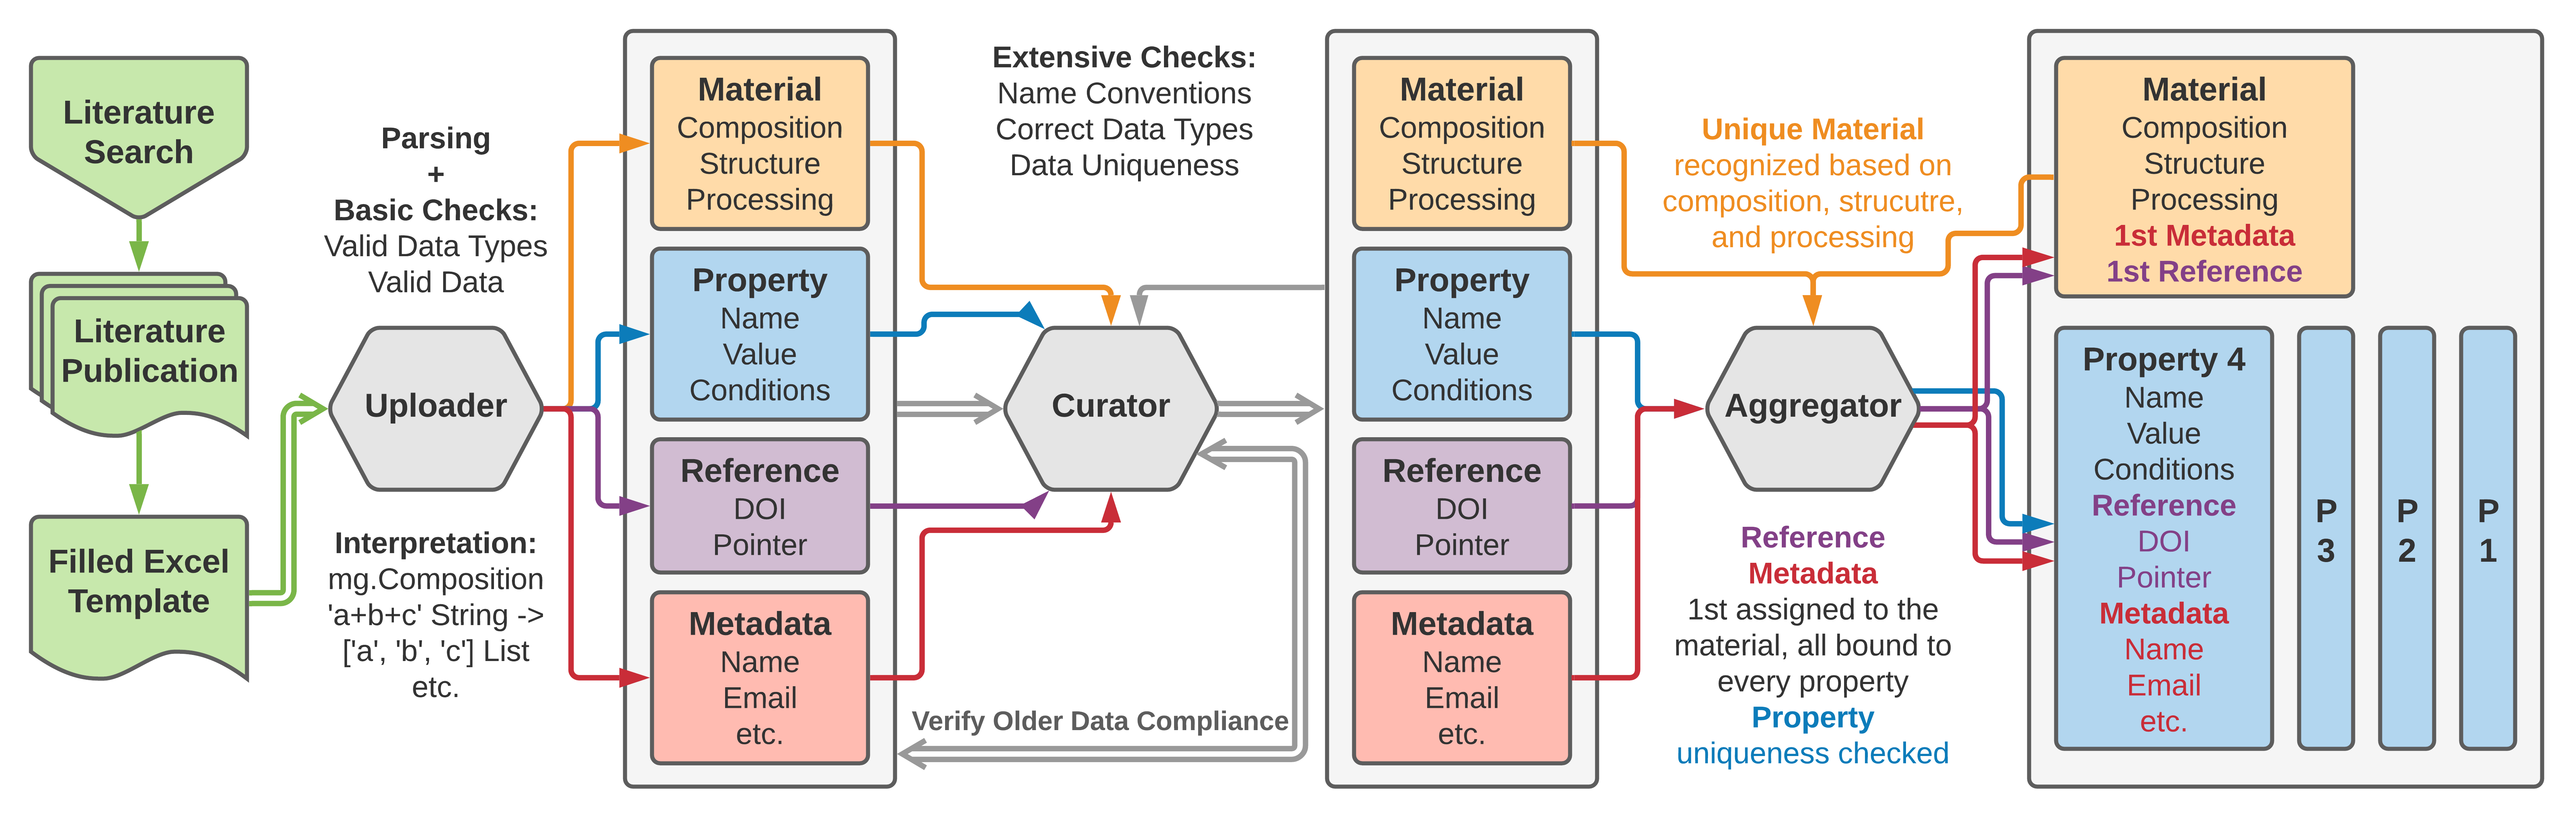 Literature
Search
Literature
Publication
Filled Excel
Template
Parsing
+
Basic Checks:
Valid Data Types
Valid Data
Uploader
Interpretation:
mg.Composition
'a+b+c' String ->
['a', 'b', 'c'] List
etc.
Material
Composition
Structure
Processing
Property
Name
Value
Conditions
Reference
DOI
Pointer
Metadata
Name
Email
etc.
Extensive Checks:
Name Conventions
Correct Data Types
Data Uniqueness
Curator
Verify Older Data Compliance
Material
Composition
Structure
Processing
Property
Name
Value
Conditions
Reference
DOI
Pointer
Metadata
Name
Email
etc.
Unique Material
recognized based on
composition, strucutre,
and processing
Aggregator
Reference
Metadata
1st assigned to the
material, all bound to
every property
Property
uniqueness checked
Material
Composition
Structure
Processing
1st Metadata
1st Reference
Property 4
Name
Value
Conditions
Reference
DOI
Pointer
Metadata
Name
Email
etc.
P
3
P
2
P
1